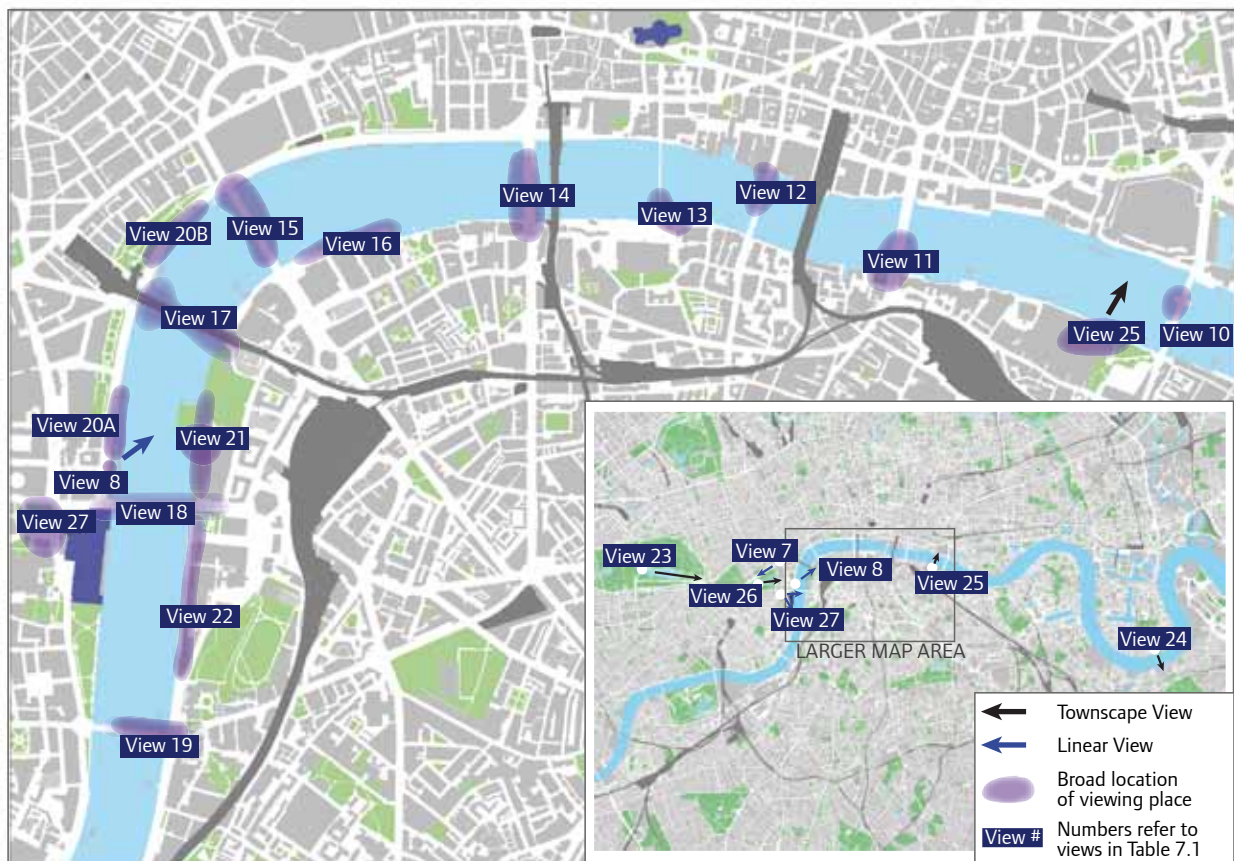 View 14
View 12
View 13
View 15
View 20B
View 16
View 11
View 17
View 25
View 10
View 20A
View 21
View 8
View 18
View 27
View 22
View 19
View 23
View 7
View 8
View 25
View 26
View 27
View 24
LARGER MAP AREA
Townscape View
Linear View
Broad location
of viewing place
View # Numbers refer to
views in Table 7.1